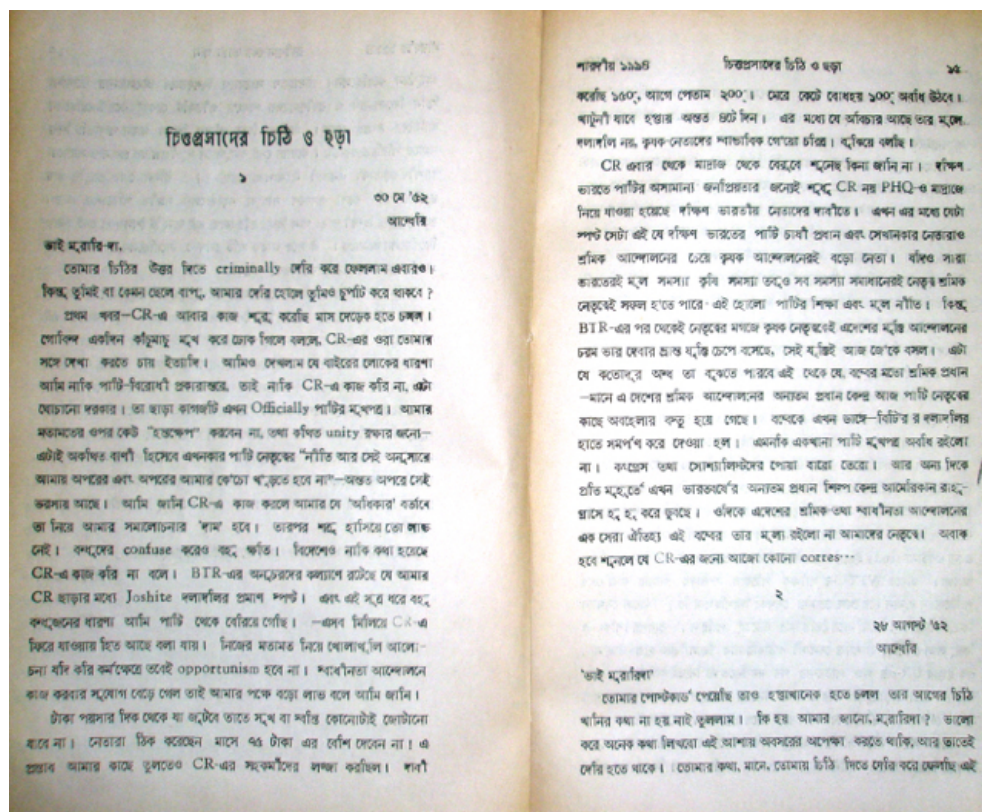 চিত্তপ্রসাদের চিঠি ও ছড়া
১
৩০ মে '৫২
আন্ধেরি
ভাই মুরারি-দা,
তোমার চিঠির উত্তর দিতে criminally দেরি করে ফেললাম এবারও।
কিন্তু তুমিই বা কেমন ছেলে বাপু, আমার দেরি হোলে তুমিও চুপটি করে থাকবে ?
প্রথম খবর—CR-এ আবার কাজ শুরু করেছি মাস দেড়েক হতে চলল।
গোবিন্দ একদিন কাঁচুমাচু মুখ করে ঢোক গিলে বললে, CR-এর ওরা তোমার
সঙ্গে দেখা করতে চায় ইত্যাদি। আমিও দেখলাম যে বাইরের লোকের ধারণা
আমি নাকি পার্টি-বিরোধী প্রকারান্তরে, তাই নাকি CR-এ কাজ করি না, এটা
ঘোচানো দরকার। তা ছাড়া কাগজটি এখন Officially পার্টির মুখপত্র। আমার
মতামতের ওপর কেউ "হস্তক্ষেপ" করবেন না, তথা কথিত unity রক্ষার জন্যে—
এটাই অকথিত বাণী হিসেবে এখনকার পার্টি নেতৃত্বের "নীতি আর সেই অনুসারে
আমায় অপরের এবং অপরের আমার কেঁচো খুঁড়তে হবে না"—অন্তত অপরে সেই
ভরসায় আছে। আমি জানি CR-এ কাজ করলে আমার যে 'অধিকার' বর্তাবে
তা নিয়ে আমার সমালোচনার 'দাম' হবে। তারপর শত্রু হাসিয়ে তো লাভ
নেই। বন্ধুদের confuse করেও বহু ক্ষতি। বিদেশেও নাকি কথা হয়েছে
CR-এ কাজ করি না বলে। BTR-এর অনুচরদের কল্যাণে রটেছে যে আমার
CR ছাড়ার মধ্যে Joshite দলাদলির প্রমাণ স্পষ্ট। এবং এই সূত্র ধরে বহু
বন্ধুজনের ধারণা আমি পার্টি থেকে বেরিয়ে গেছি। —এসব মিলিয়ে CR-এ
ফিরে যাওয়ায় হিত আছে বলা যায়। নিজের মতামত নিয়ে খোলাখুলি আলো-
চনা যদি করি কর্মক্ষেত্রে তবেই opportunism হবে না। স্বাধীনতা আন্দোলনে
কাজ করবার সুযোগ বেড়ে গেল তাই আমার পক্ষে বড়ো লাভ বলে আমি জানি।
টাকা পয়সার দিক থেকে যা জুটবে তাতে সুখ বা স্বস্তি কোনোটাই জোটানো
যাবে না। নেতারা ঠিক করেছেন মাসে ৭৫ টাকা এর বেশি দেবেন না! এ
প্রস্তাব আমার কাছে তুলতেও CR-এর সহকর্মীদের লজ্জা করছিল। দাবী
শারদীয় ১৯৯৪ চিত্তপ্রসাদের চিঠি ও ছড়া ১৫
করেছি ১৫০৲, আগে পেতাম ২০০৲। মেরে কেটে বোধহয় ১০০৲ অবধি উঠবে।
খাটুনী যাবে হপ্তায় অন্তত ৪টে দিন। এর মধ্যে যে অবিচার আছে তার মূলে
দলাদলি নয়, কৃষক-নেতাদের স্বাভাবিক গেঁয়ো চরিত্র। বুঝিয়ে বলছি।
CR এবার থেকে মাদ্রাজ থেকে বেরুবে শুনেছ কিনা জানি না। দক্ষিণ
ভারতে পার্টির অসামান্য জনপ্রিয়তার জন্যেই শুধু CR নয় PHQ-ও মাদ্রাজে
নিয়ে যাওয়া হয়েছে দক্ষিণ ভারতীয় নেতাদের দাবীতে। এখন এর মধ্যে যেটা
স্পষ্ট সেটা এই যে দক্ষিণ ভারতের পার্টি চাষী প্রধান এবং সেখানকার নেতারাও
শ্রমিক আন্দোলনের চেয়ে কৃষক আন্দোলনেরই বড়ো নেতা। যদিও সারা
ভারতেরই মূল সমস্যা কৃষি সমস্যা তবুও সব সমস্যা সমাধানেরই নেতৃত্ব শ্রমিক
নেতৃত্বেই সফল হতে পারে এই হোলো পার্টির শিক্ষা এবং মূল নীতি। কিন্তু
BTR-এর পর থেকেই নেতৃত্বের মগজে কৃষক নেতৃত্বেরই এদেশের মুক্তি আন্দোলনের
চরম ভার দেবার ভ্রান্ত যুক্তি চেপে বসেছে, সেই যুক্তিই আজ জেঁকে বসল। এটা
যে কতোদূর অন্ধ তা বুঝতে পারবে এই থেকে যে, বম্বের মতো শ্রমিক প্রধান
—মানে এ দেশের শ্রমিক আন্দোলনের অন্যতম প্রধান কেন্দ্র আজ পার্টি নেতৃত্বের
কাছে অবহেলার বস্তু হয়ে গেছে। বম্বেকে এখন ডাঙ্গে-বিটি'র র দলাদলির
হাতে সমর্পণ করে দেওয়া হল। এমনকি একখানা পার্টি মুখপত্র অবধি রইলো
না। কংগ্রেস তথা সোশ্যালিস্টদের পোয়া বারো তেরো। আর অন্য দিকে
প্রতি মুহূর্তে এখন ভারতবর্ষের অন্যতম প্রধান শিল্প কেন্দ্র আমেরিকান রাহু-
গ্রাসে হু হু করে ডুবছে। ওদিকে এদেশের শ্রমিক তথা স্বাধীনতা আন্দোলনের
এক সেরা ঐতিহ্য এই বম্বের তার মূল্য রইলো না আমাদের নেতৃত্বে। অবাক
হবে শুনলে যে CR-এর জন্যে আজো কোনো corres…
২
২৮ আগস্ট '৫২
আন্ধেরি
'ভাই মুরারিদা'
তোমার পোস্টকার্ড পেয়েছি তাও হপ্তাখানেক হতে চলল তার আগের চিঠি
খানির কথা না হয় নাই তুললাম। কি হয় আমার জানো, মুরারিদা ? ভালো
করে অনেক কথা লিখবো এই আশায় অবসরের অপেক্ষা করতে থাকি, আর তাতেই
দেরি হতে থাকে। তোমার কথা, মানে, তোমায় চিঠি দিতে দেরি করে ফেলছি এই